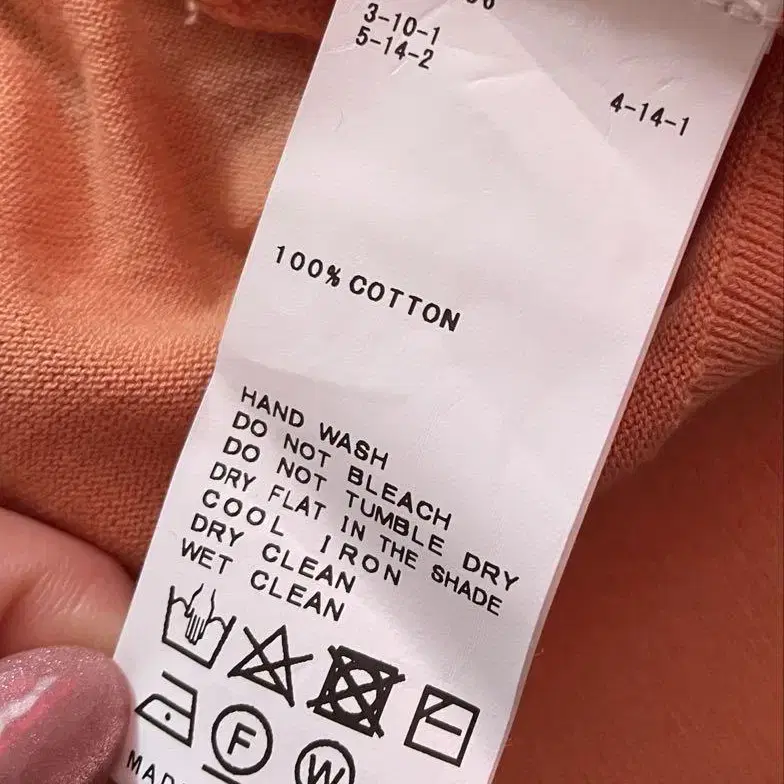 3-10-1
5-14-2
4-14-1
100% COTTON
HAND WASH
DO NOT BLEACH
DO NOT TUMBLE DRY
DRY FLAT IN THE SHADE
COOL IRON
DRY CLEAN
WET CLEAN
F
W